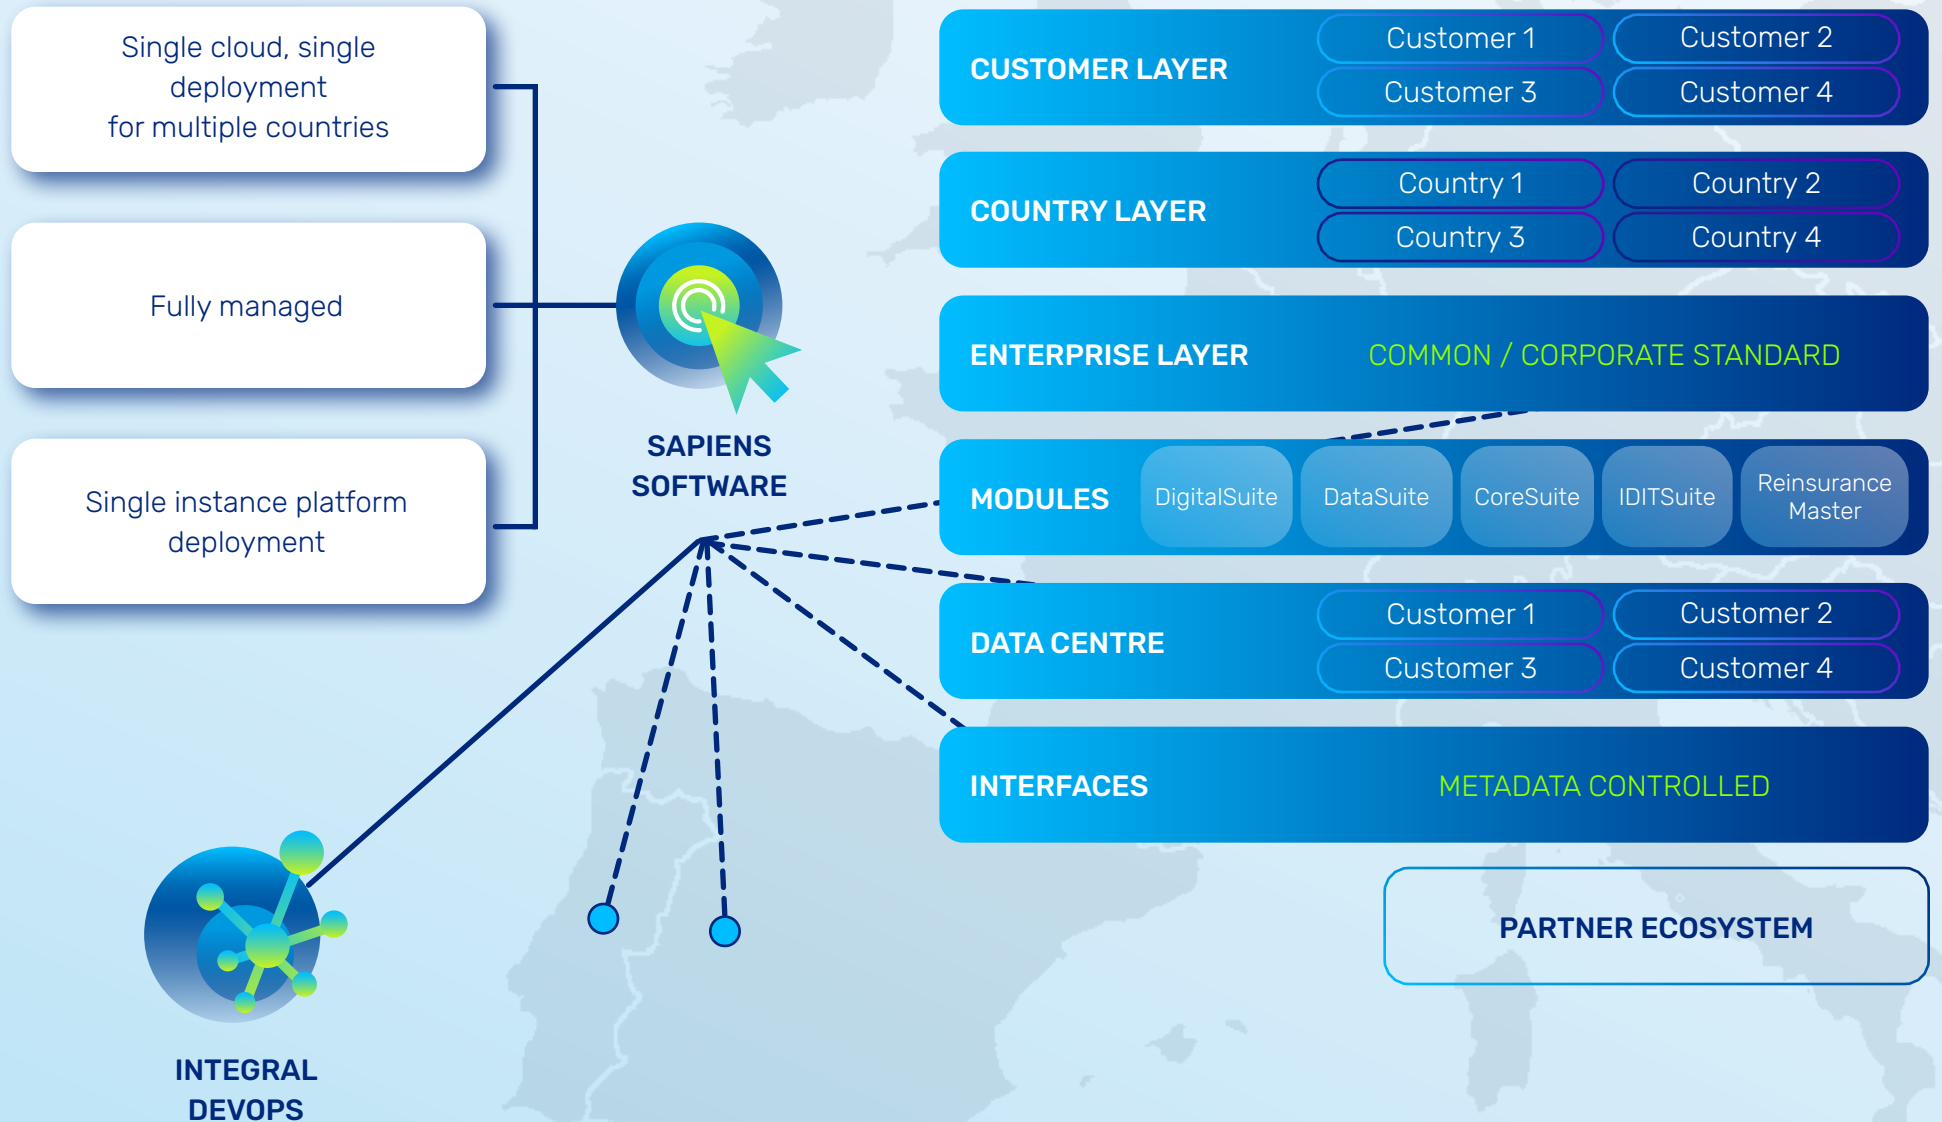 Single cloud, single
deployment
for multiple countries
Fully managed
Single instance platform
deployment
SAPIENS
SOFTWARE
INTEGRAL
DEVOPS
CUSTOMER LAYER
Customer 1
Customer 2
Customer 3
Customer 4
COUNTRY LAYER
Country 1
Country 2
Country 3
Country 4
ENTERPRISE LAYER
COMMON / CORPORATE STANDARD
MODULES
DigitalSuite
DataSuite
CoreSuite
IDITSuite
Reinsurance
Master
DATA CENTRE
Customer 1
Customer 2
Customer 3
Customer 4
INTERFACES
METADATA CONTROLLED
PARTNER ECOSYSTEM